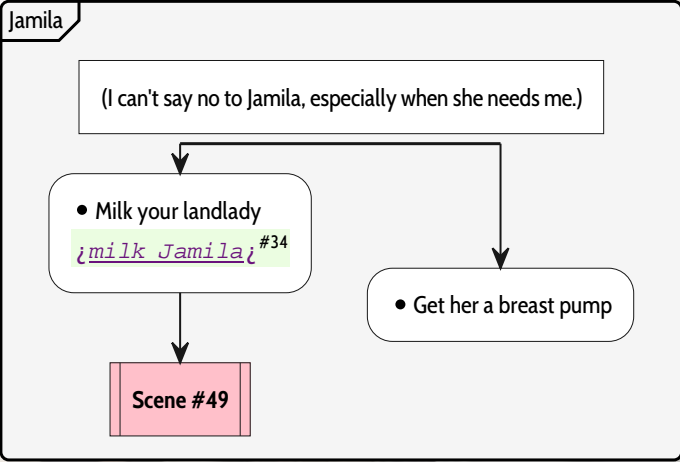 Jamila
(I can't say no to Jamila, especially when she needs me.)
• Milk your landlady
¿milk Jamila¿ #34
• Get her a breast pump
Scene #49